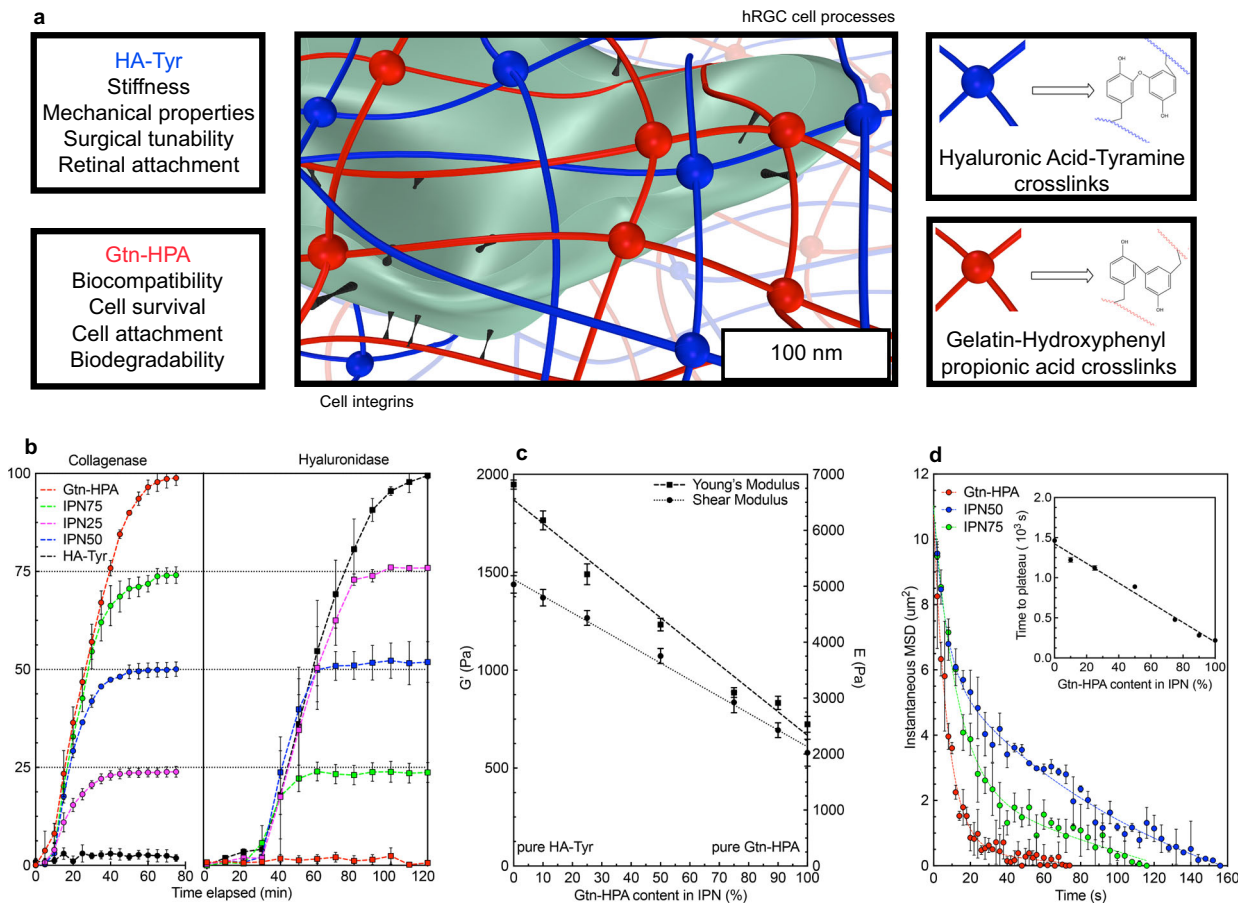 a
hRGC cell processes
HA-Tyr
Stiffness
Mechanical properties
Surgical tunability
Retinal attachment
Gtn-HPA
Biocompatibility
Cell survival
Cell attachment
Biodegradability
100 nm
Cell integrins
OH
O
OH
Hyaluronic Acid-Tyramine
crosslinks
OH
OH
Gelatin-Hydroxyphenyl
propionic acid crosslinks
b
Collagenase
Hyaluronidase
Gtn-HPA
IPN75
IPN25
IPN50
HA-Tyr
100
75
50
25
0
0 20 40 60 80
0 20 40 60 80 100 120
Time elapsed (min)
c
Young's Modulus
Shear Modulus
2000
1500
1000
500
0
G' (Pa)
7000
6000
5000
4000
3000
2000
1000
0
E (Pa)
pure HA-Tyr
pure Gtn-HPA
0 10 20 30 40 50 60 70 80 90 100
Gtn-HPA content in IPN (%)
d
Gtn-HPA
IPN50
IPN75
12
10
8
6
4
2
0
Instantaneous MSD (um²)
0 20 40 60 80 100 120 140 160
Time (s)
2.0
1.5
1.0
0.5
0
Time to plateau ( 10³ s)
0 20 40 60 80 100
Gtn-HPA content in IPN (%)